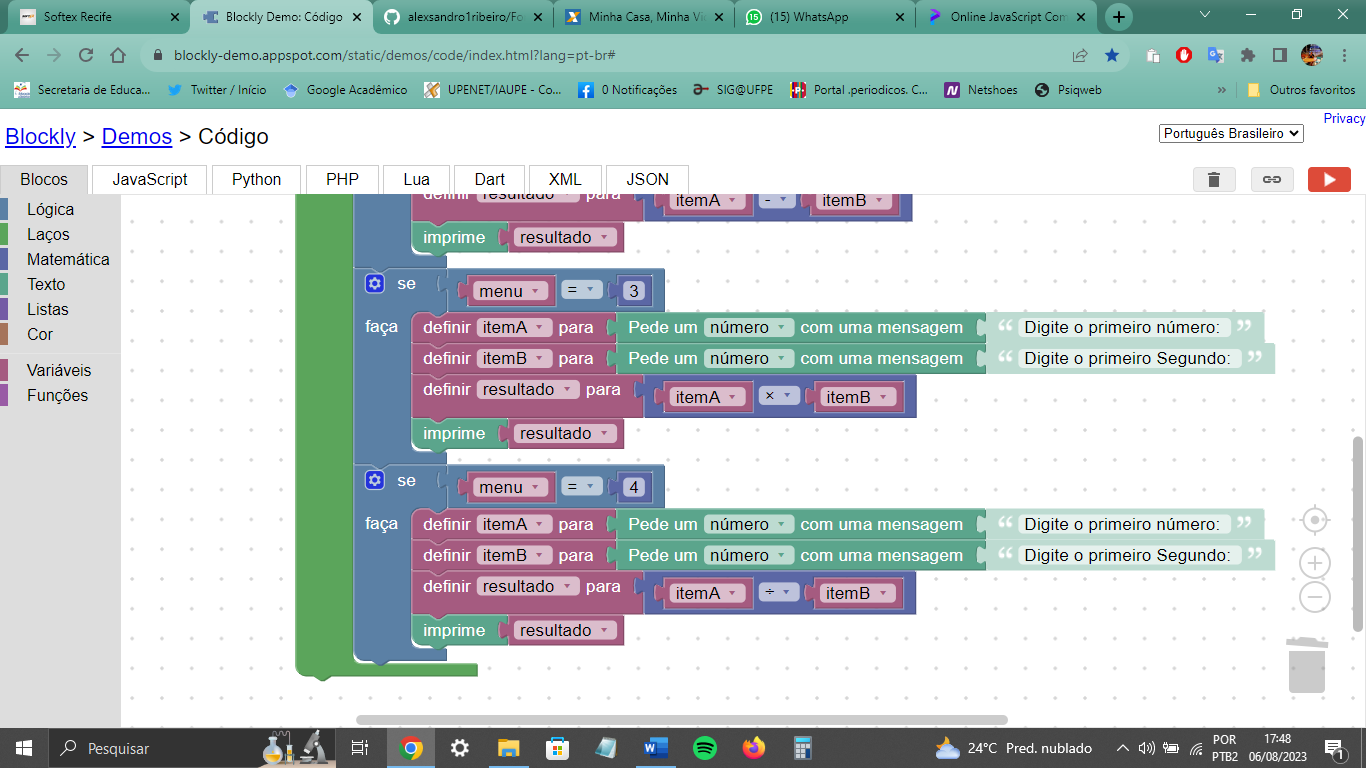 Softex Recife
Blockly Demo: Código
alexsandro1ribeiro/Fo
Minha Casa, Minha Vi
(15) WhatsApp
Online JavaScript Com
blockly-demo.appspot.com/static/demos/code/index.html?lang=pt-br#
Secretaria de Educa...
Twitter / Início
Google Acadêmico
UPENET/IAUPE - Co...
0 Notificações
SIG@UFPE
Portal .periodicos. C...
Netshoes
Psiqweb
»
Outros favoritos
Privacy
Blockly > Demos > Código
Português Brasileiro
Blocos JavaScript Python PHP Lua Dart XML JSON
Lógica
Laços
Matemática
Texto
Listas
Cor
Variáveis
Funções
definir resultado para itemA - itemB
imprime resultado
se menu = 3
faça definir itemA para Pede um número com uma mensagem “ Digite o primeiro número: ”
definir itemB para Pede um número com uma mensagem “ Digite o primeiro Segundo: ”
definir resultado para itemA × itemB
imprime resultado
se menu = 4
faça definir itemA para Pede um número com uma mensagem “ Digite o primeiro número: ”
definir itemB para Pede um número com uma mensagem “ Digite o primeiro Segundo: ”
definir resultado para itemA ÷ itemB
imprime resultado
Pesquisar
24°C Pred. nublado
POR
PTB2
17:48
06/08/2023
1